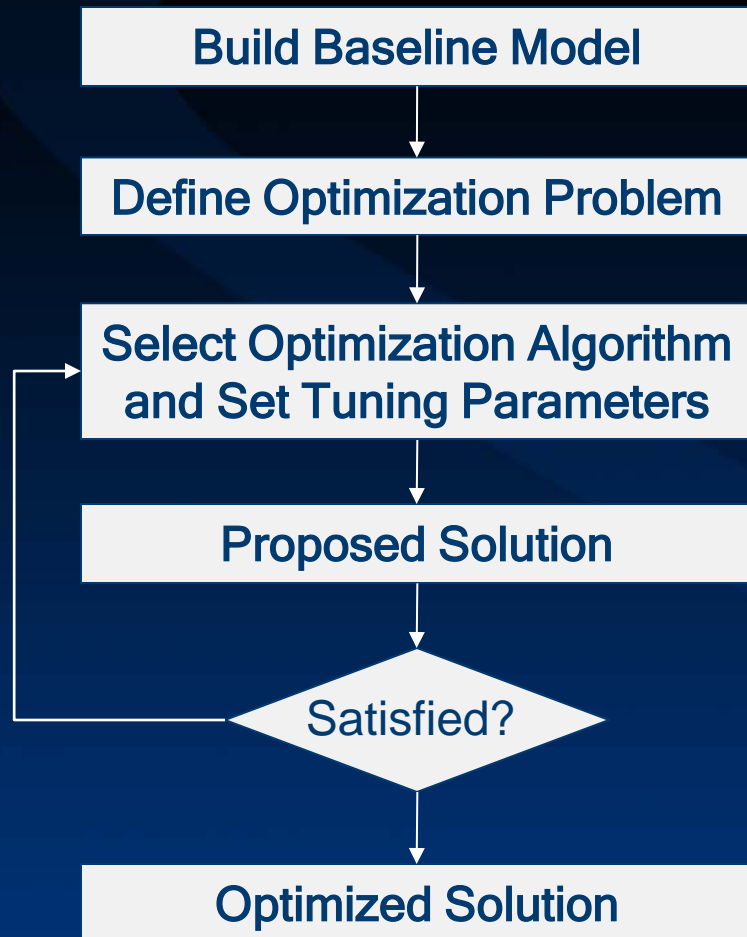 Build Baseline Model
Define Optimization Problem
Select Optimization Algorithm
and Set Tuning Parameters
Proposed Solution
Satisfied?
Optimized Solution